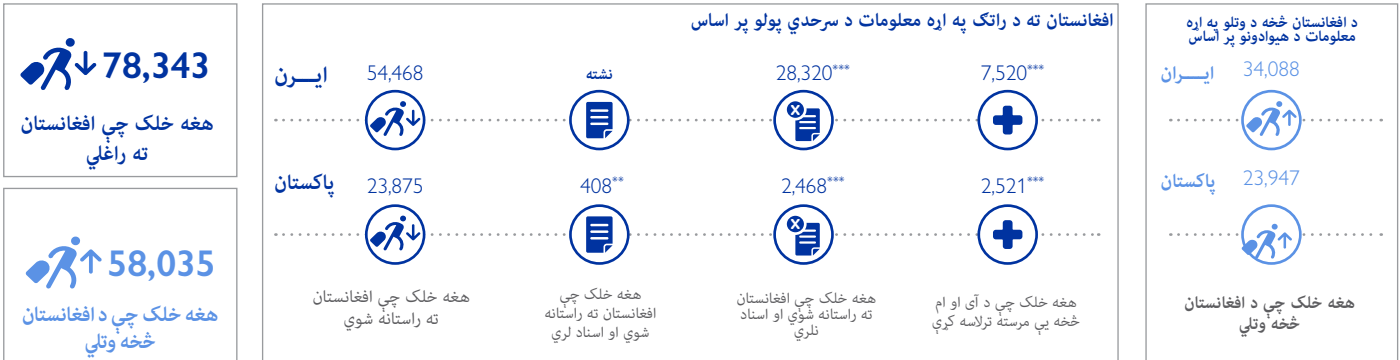 78,343
هغه خلک چې افغانستان
ته راغلي
58,035
هغه خلک چې د افغانستان
څخه وتلي
افغانستان ته د راتګ په اړه معلومات د سرحدي پولو پر اساس
ایــــرن
54,468
نشته
28,320***
7,520***
پاکستان
23,875
408**
2,468***
2,521***
هغه خلک چې افغانستان
ته راستانه شوي
هغه خلک چې
افغانستان ته راستانه
شوي او اسناد لري
هغه خلک چې افغانستان
ته راستانه شوي او اسناد
نلري
هغه خلک چې د آی او ام
څخه یې مرسته ترلاسه کړې
د افغانستان څخه د وتلو په اړه
معلومات د هیوادونو پر اساس
ایــــران
34,088
پاکستان
23,947
هغه خلک چې د افغانستان
څخه وتلي